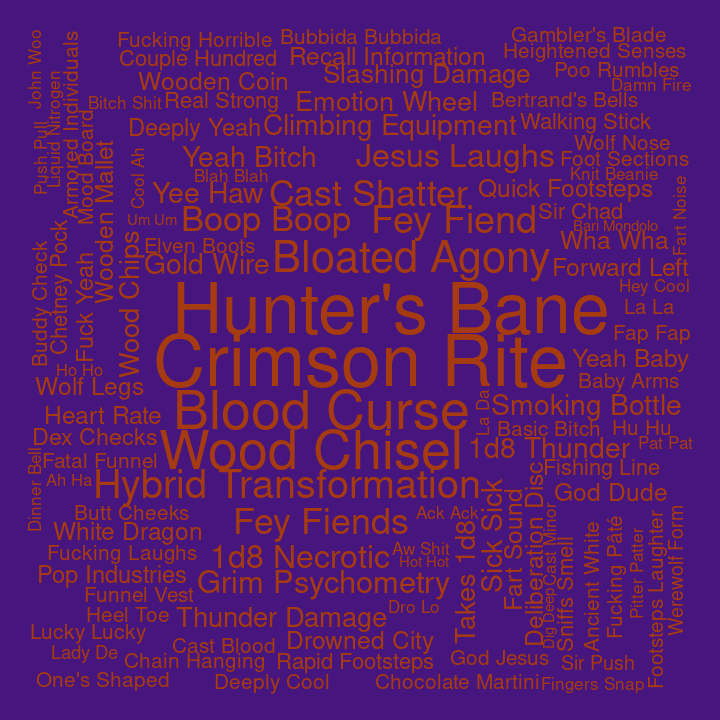 Fucking Horrible
Bubbida Bubbida
Gambler's Blade
Couple Hundred
Recall Information
Heightened Senses
Wooden Coin
Slashing Damage
Poo Rumbles
Damn Fire
Bitch Shit
Real Strong
Emotion Wheel
Bertrand's Bells
Deeply Yeah
Climbing Equipment
Walking Stick
Wolf Nose
Yeah Bitch
Jesus Laughs
Foot Sections
Blah Blah
Knit Beanie
Yee Haw
Cast Shatter
Quick Footsteps
Um Um
Boop Boop
Fey Fiend
Sir Chad
Bari Mondolo
Elven Boots
Wha Wha
Gold Wire
Bloated Agony
Forward Left
Hey Cool
Hunter's Bane
La La
Fap Fap
Crimson Rite
Yeah Baby
Ho Ho
Baby Arms
Wolf Legs
Blood Curse
Smoking Bottle
Heart Rate
Basic Bitch
Hu Hu
Dex Checks
Wood Chisel
1d8 Thunder
Pat Pat
Fatal Funnel
Fishing Line
Ah Ha
Hybrid Transformation
God Dude
Butt Cheeks
Fey Fiends
Ack Ack
White Dragon
Fucking Laughs
1d8 Necrotic
Aw Shit
Hot Hot
Pop Industries
Grim Psychometry
Funnel Vest
Dro Lo
Heel Toe
Thunder Damage
Lucky Lucky
Cast Blood
Drowned City
Lady De
Chain Hanging
Rapid Footsteps
God Jesus
Sir Push
One's Shaped
Deeply Cool
Chocolate Martini
Fingers Snap
John Woo
Push Pull
Liquid Nitrogen
Armored Individuals
Mood Board
Wooden Mallet
Cool Ah
Buddy Check
Chetney Pock
Fuck Yeah
Wood Chips
Dinner Bell
Fart Noise
La Da
Takes 1d8
Sick Sick
Fart Sound
Deliberation Disc
Cast Minor
Dig Deep
Sniffs Smell
Ancient White
Fucking Pâté
Pitter Patter
Footsteps Laughter
Werewolf Form